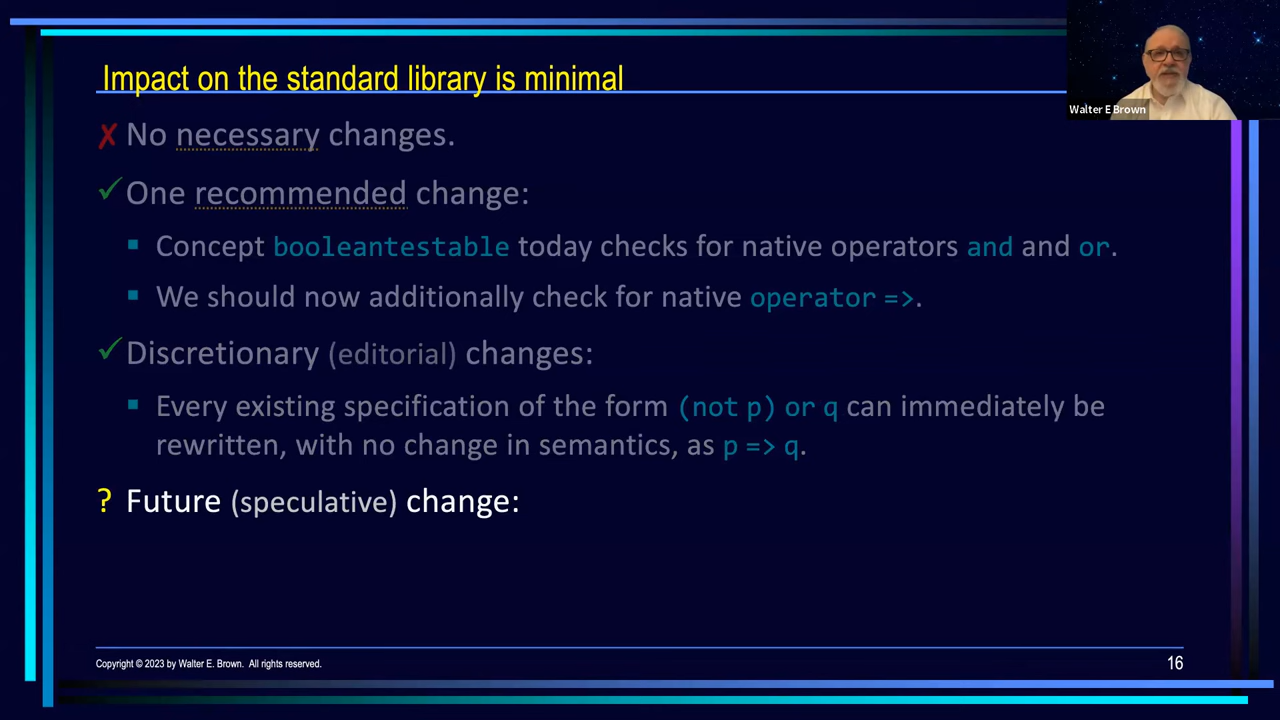 Impact on the standard library is minimal
Walter E Brown
✗ No necessary changes.
✓ One recommended change:
▪ Concept booleantestable today checks for native operators and and or.
▪ We should now additionally check for native operator =>.
✓ Discretionary (editorial) changes:
▪ Every existing specification of the form (not p) or q can immediately be
rewritten, with no change in semantics, as p => q.
? Future (speculative) change:
Copyright © 2023 by Walter E. Brown. All rights reserved.
16